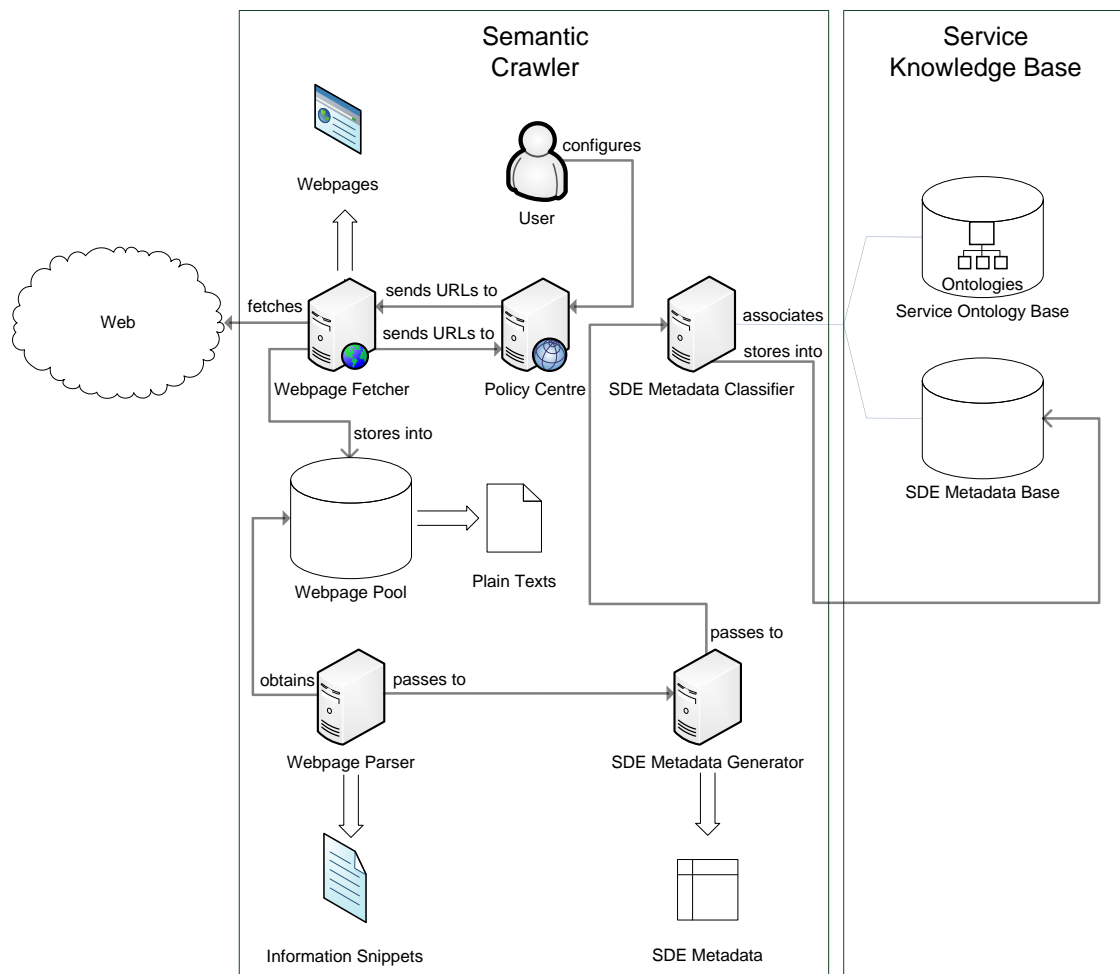 Semantic
Crawler
Service
Knowledge Base
configures
Webpages
User
Ontologies
Service Ontology Base
Web
fetches
sends URLs to
sends URLs to
associates
stores into
Webpage Fetcher
Policy Centre
SDE Metadata Classifier
stores into
SDE Metadata Base
Webpage Pool
Plain Texts
passes to
obtains
passes to
Webpage Parser
SDE Metadata Generator
Information Snippets
SDE Metadata